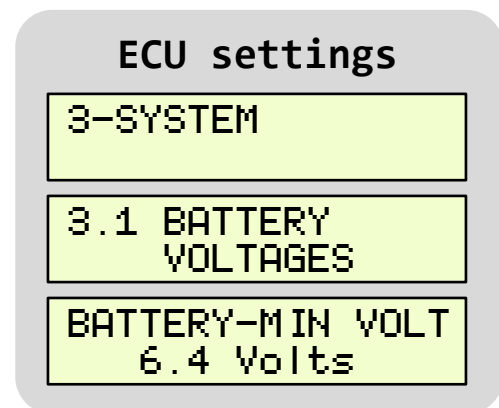 ECU settings
3-SYSTEM
3.1 BATTERY
VOLTAGES
BATTERY-MIN VOLT
6.4 Volts